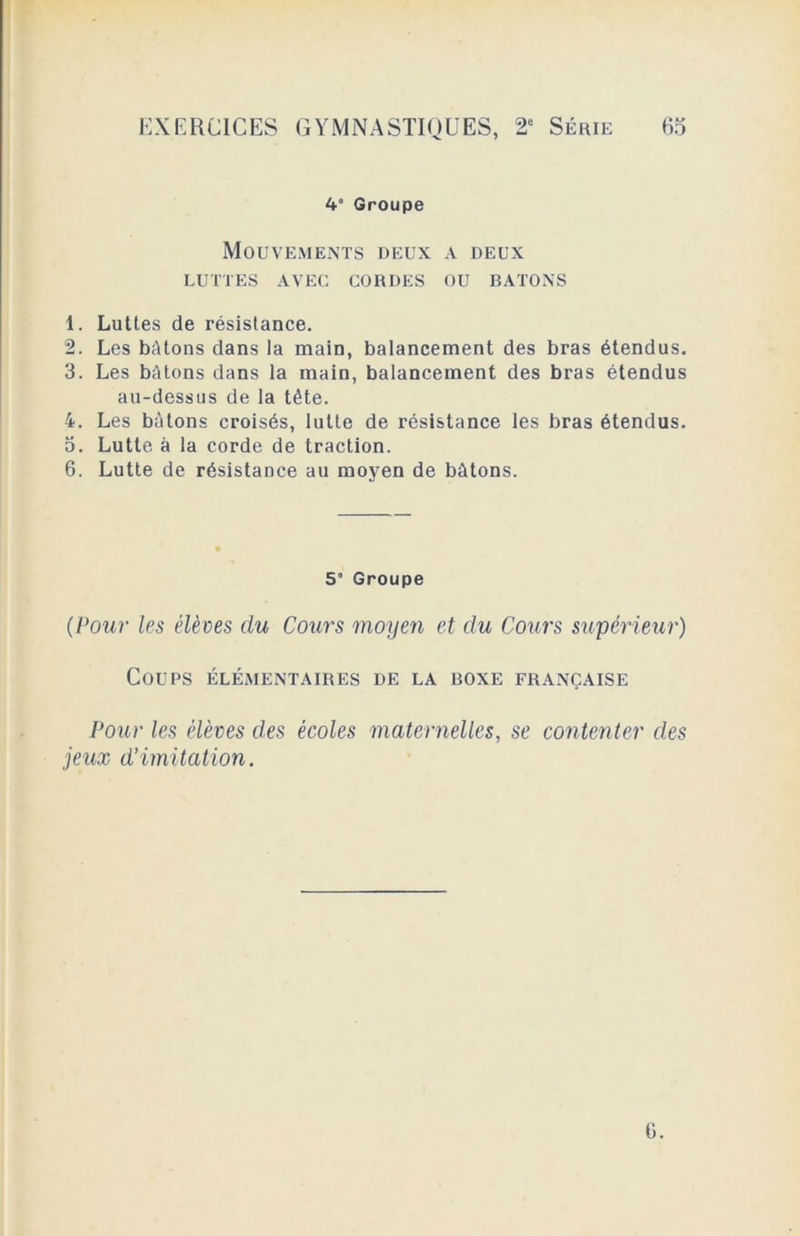 EXERCICES GYMNASTIQUES, 2e Série 65
4e Groupe
Mouvements deux a deux
luttes avec cordes ou batons
1. Luttes de résistance.
2. Les bâtons dans la main, balancement des bras étendus.
3. Les bâtons dans la main, balancement des bras étendus
au-dessus de la tête.
4. Les bâtons croisés, lutte de résistance les bras étendus.
5. Lutte à la corde de traction.
6. Lutte de résistance au moyen de bâtons.
5e Groupe
(Pour les élèves du Cours moyen et du Cours supérieur)
Coups élémentaires de la boxe française
Pour les élèves des écoles maternelles, se contenter des
jeux d'imitation.
6.